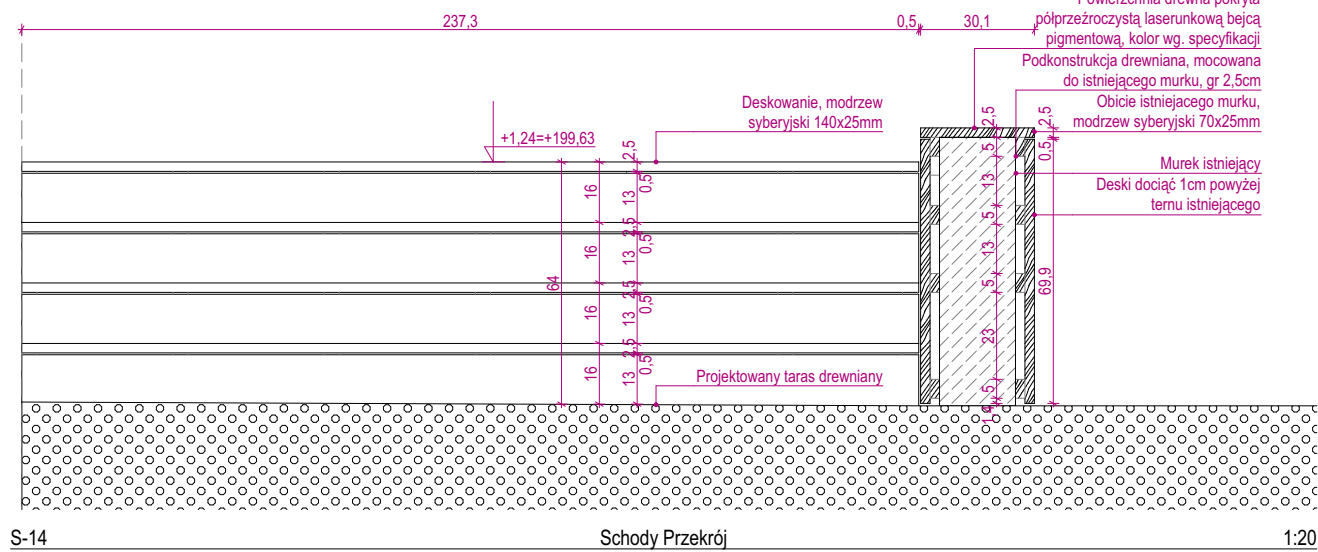 Powierzchnia drewna pokryta
półprzeźroczystą laserunkową bejcą
pigmentową, kolor wg. specyfikacji
237,3
0,5
30,1
Podkonstrukcja drewniana, mocowana
do istniejącego murku, gr 2,5cm
Obicie istniejacego murku,
modrzew syberyjski 70x25mm
Deskowanie, modrzew
syberyjski 140x25mm
+1,24=+199,63
Murek istniejący
Deski dociąć 1cm powyżej
ternu istniejącego
2,5
0,5
13
16
2,5
0,5
13
16
2,5
0,5
13
16
2,5
0,5
13
16
64
2,5
5
13
5
13
5
23
5
2,5
0,5
69,9
Projektowany taras drewniany
S-14
Schody Przekrój
1:20